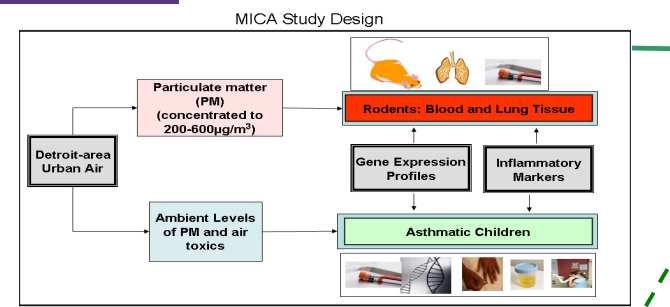 MICA Study Design
Particulate matter
(PM)
(concentrated to
200-600µg/m³)
Rodents: Blood and Lung Tissue
Detroit-area
Urban Air
Gene Expression
Profiles
Inflammatory
Markers
Ambient Levels
of PM and air
toxics
Asthmatic Children